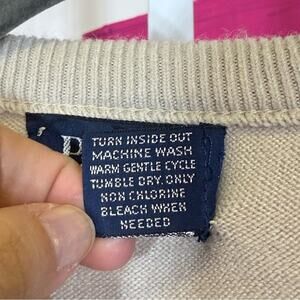 TURN INSIDE OUT
MACHINE WASH
WARM GENTLE CYCLE
TUMBLE DRY. ONLY
NON CHLORINE
BLEACH WHEN
NEEDED